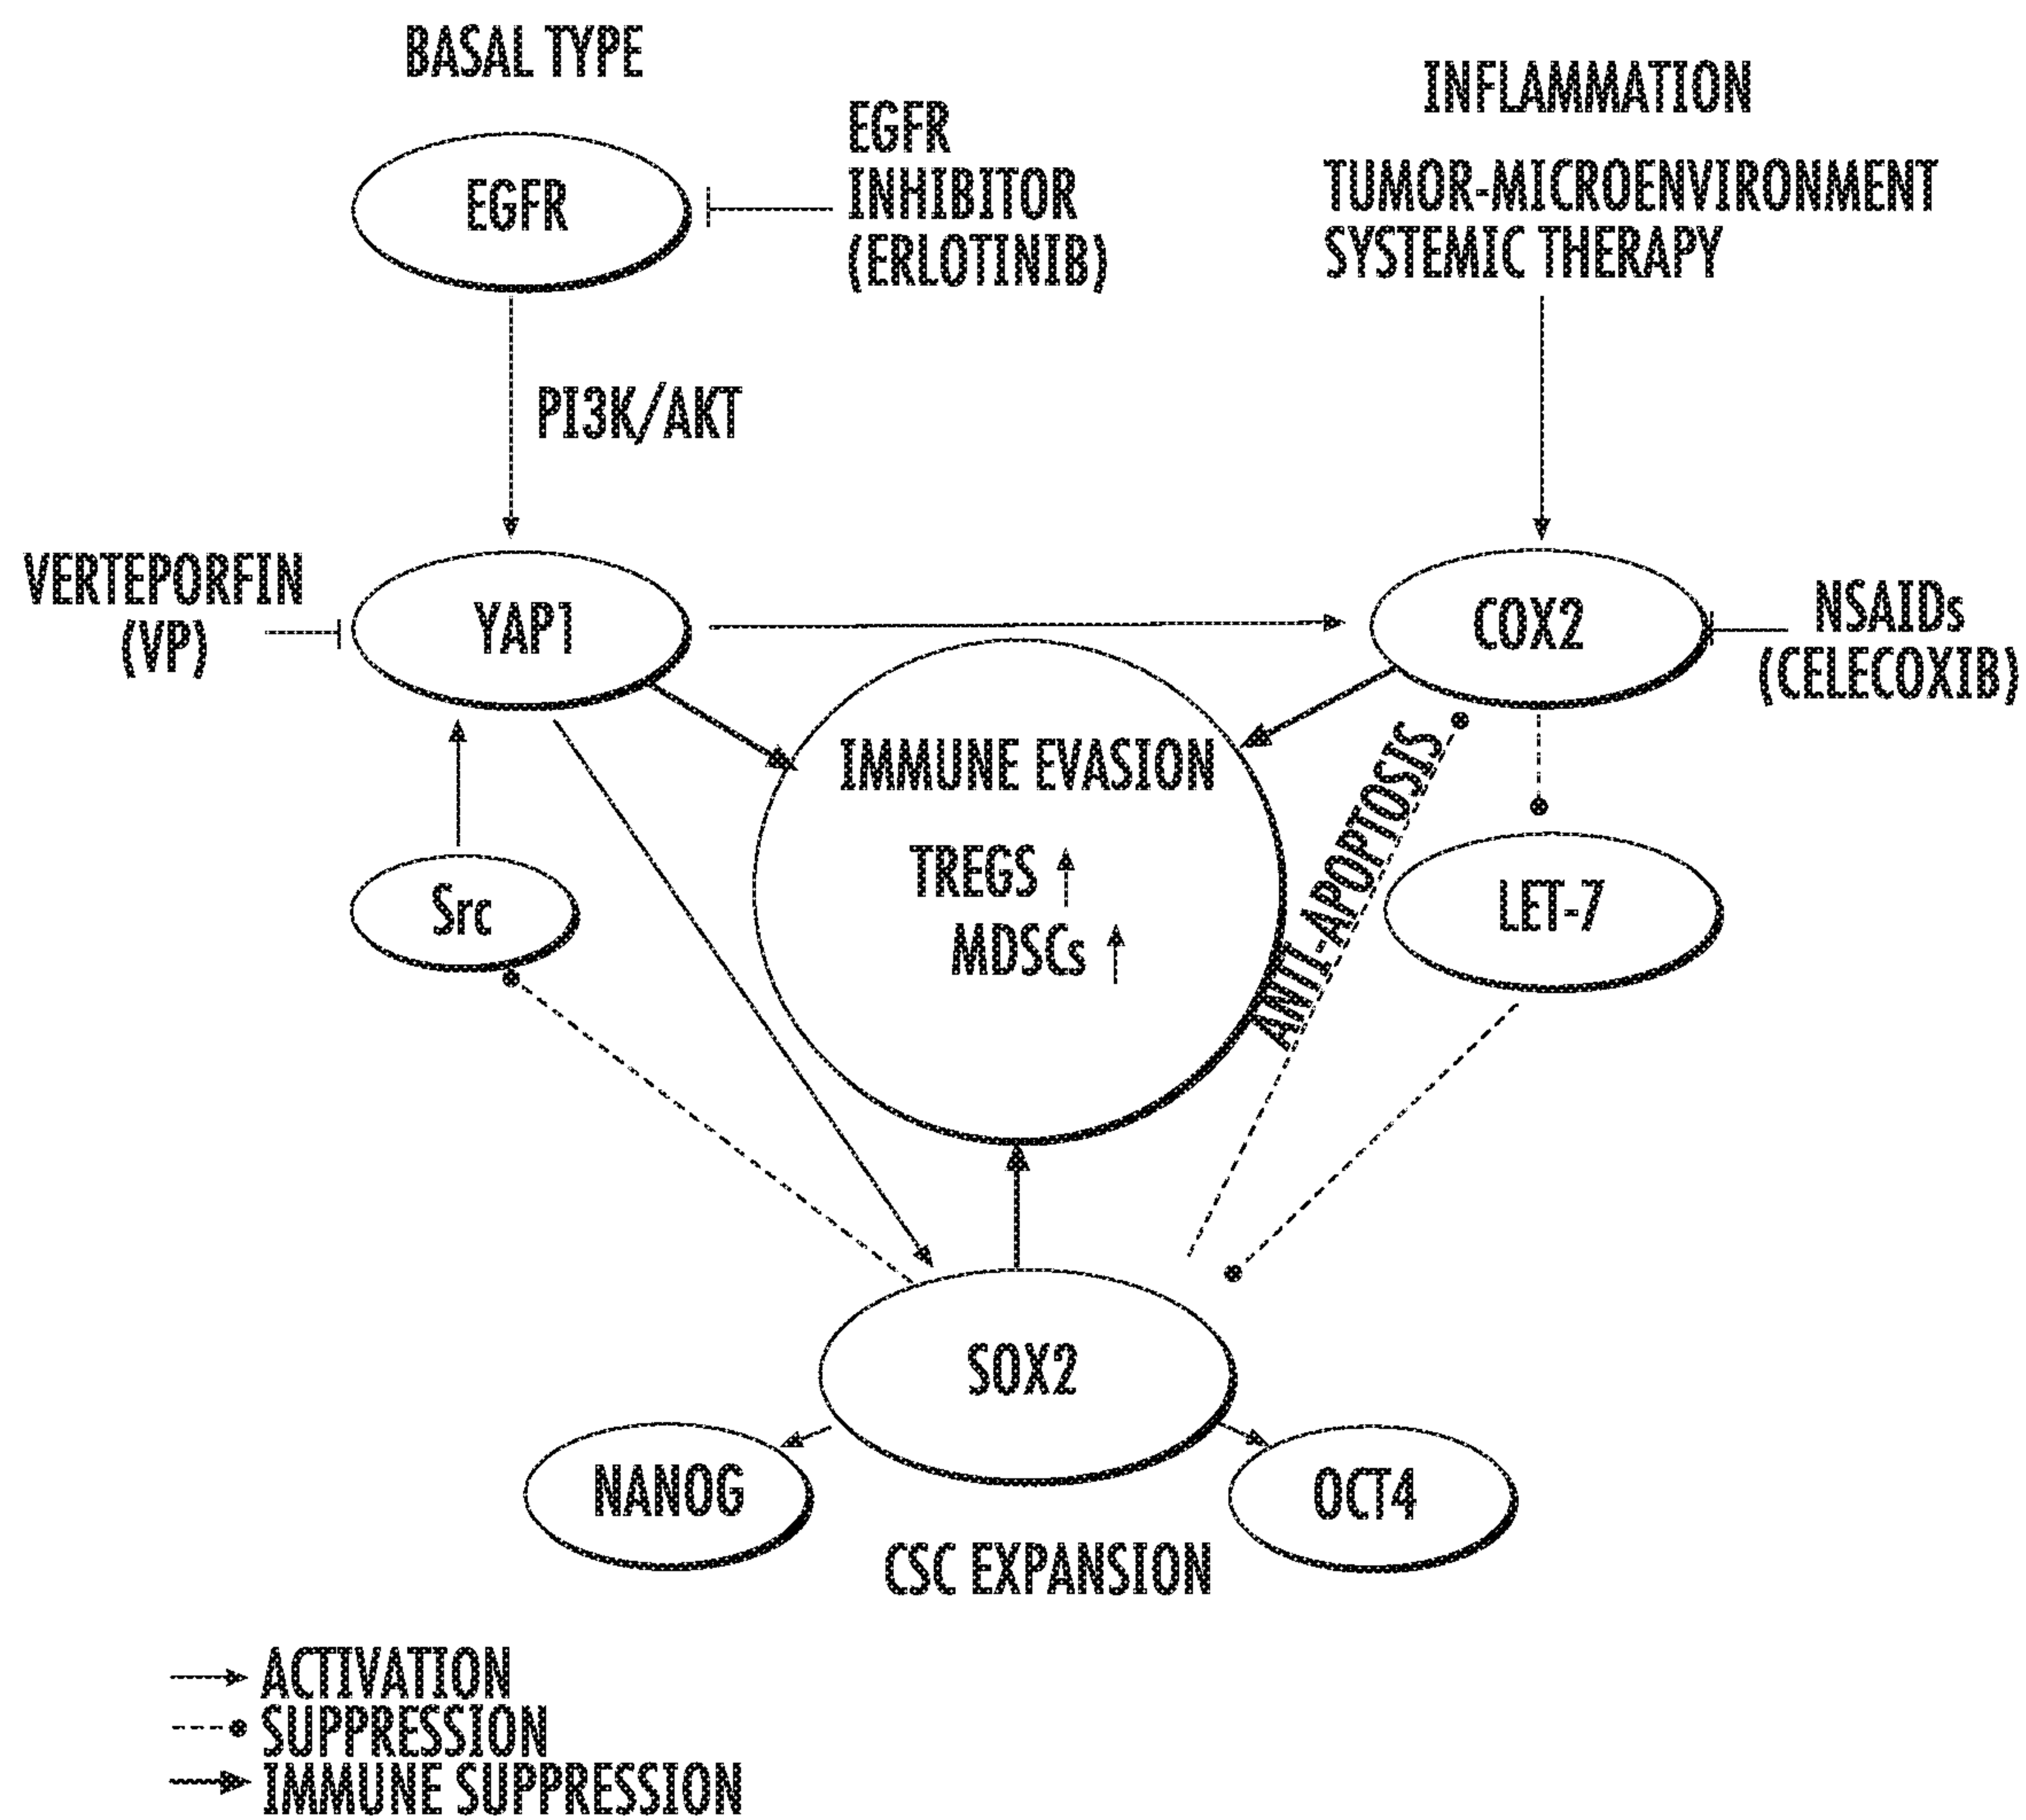 BASAL TYPE
EGFR
EGFR
INHIBITOR
(ERLOTINIB)
INFLAMMATION
TUMOR-MICROENVIRONMENT
SYSTEMIC THERAPY
PI3K/AKT
VERTEPORFIN
(VP)
YAP1
COX2
NSAIDs
(CELECOXIB)
IMMUNE EVASION
TREGS
MDSCs
ANTI-APOPTOSIS
Src
LET-7
SOX2
NANOG
OCT4
CSC EXPANSION
ACTIVATION
SUPPRESSION
IMMUNE SUPPRESSION